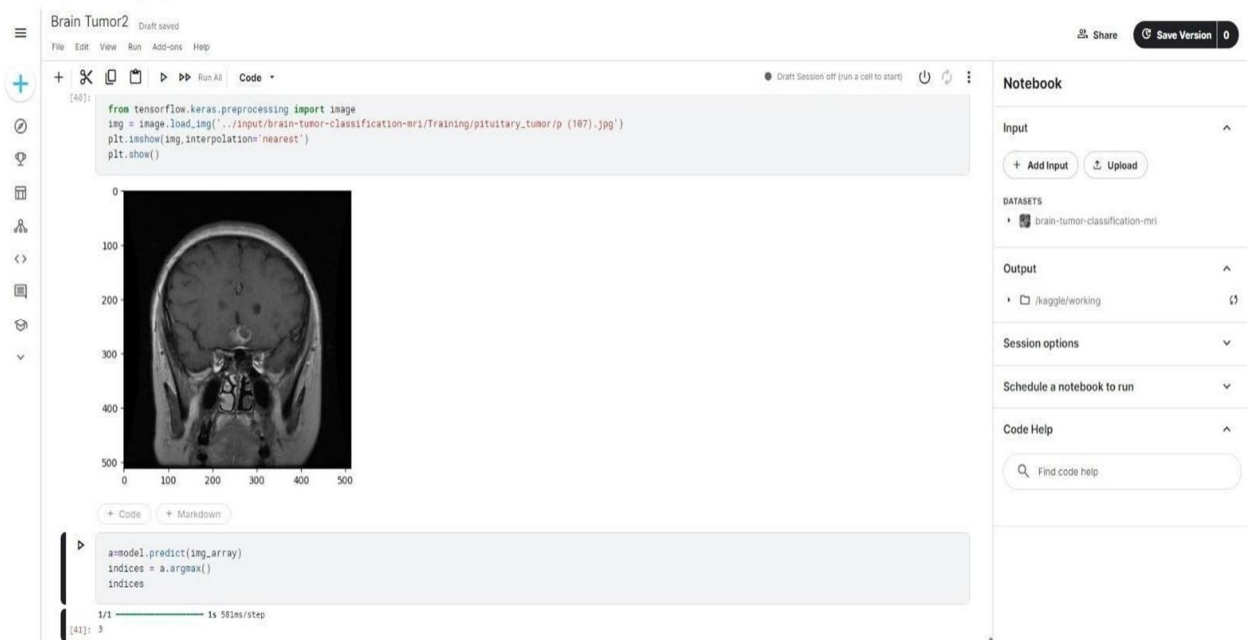 Brain Tumor2 Draft saved
File Edit View Run Add-ons Help
Share
Save Version 0
Run All Code
Draft Session off (run a cell to start)
[40]:
from tensorflow.keras.preprocessing import image
img = image.load_img('../input/brain-tumor-classification-mri/Training/pituitary_tumor/p (107).jpg')
plt.imshow(img,interpolation='nearest')
plt.show()
0
100
200
300
400
500
0 100 200 300 400 500
+ Code + Markdown
a=model.predict(img_array)
indices = a.argmax()
indices
1/1 1s 581ms/step
[41]: 3
Notebook
Input
+ Add Input Upload
DATASETS
brain-tumor-classification-mri
Output
/kaggle/working
Session options
Schedule a notebook to run
Code Help
Find code help